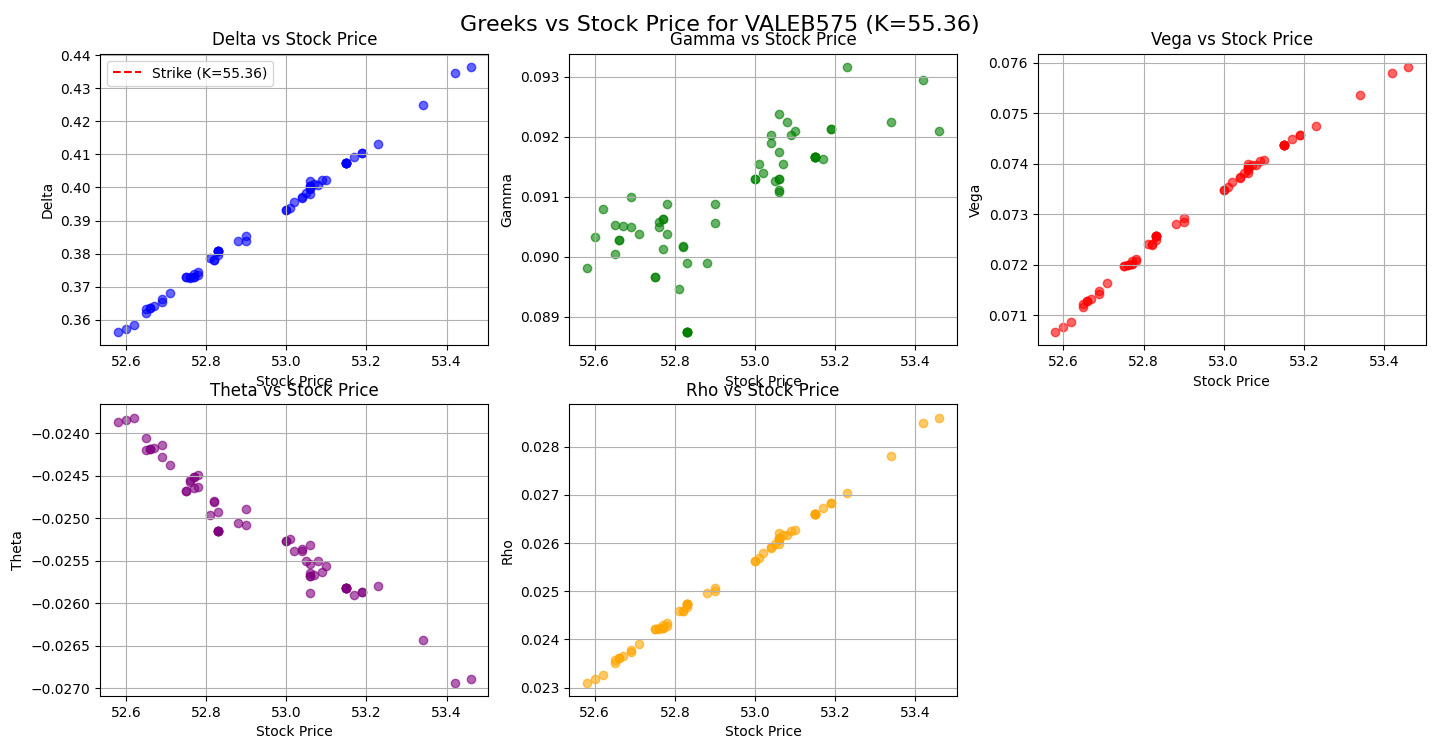 Greeks vs Stock Price for VALEB575 (K=55.36)
Delta vs Stock Price
Strike (K=55.36)
Delta
0.44
0.43
0.42
0.41
0.40
0.39
0.38
0.37
0.36
52.6 52.8 53.0 53.2 53.4
Stock Price
Gamma vs Stock Price
Gamma
0.093
0.092
0.091
0.090
0.089
52.6 52.8 53.0 53.2 53.4
Stock Price
Vega vs Stock Price
Vega
0.076
0.075
0.074
0.073
0.072
0.071
52.6 52.8 53.0 53.2 53.4
Stock Price
Theta vs Stock Price
Theta
−0.0240
−0.0245
−0.0250
−0.0255
−0.0260
−0.0265
−0.0270
52.6 52.8 53.0 53.2 53.4
Stock Price
Rho vs Stock Price
Rho
0.028
0.027
0.026
0.025
0.024
0.023
52.6 52.8 53.0 53.2 53.4
Stock Price